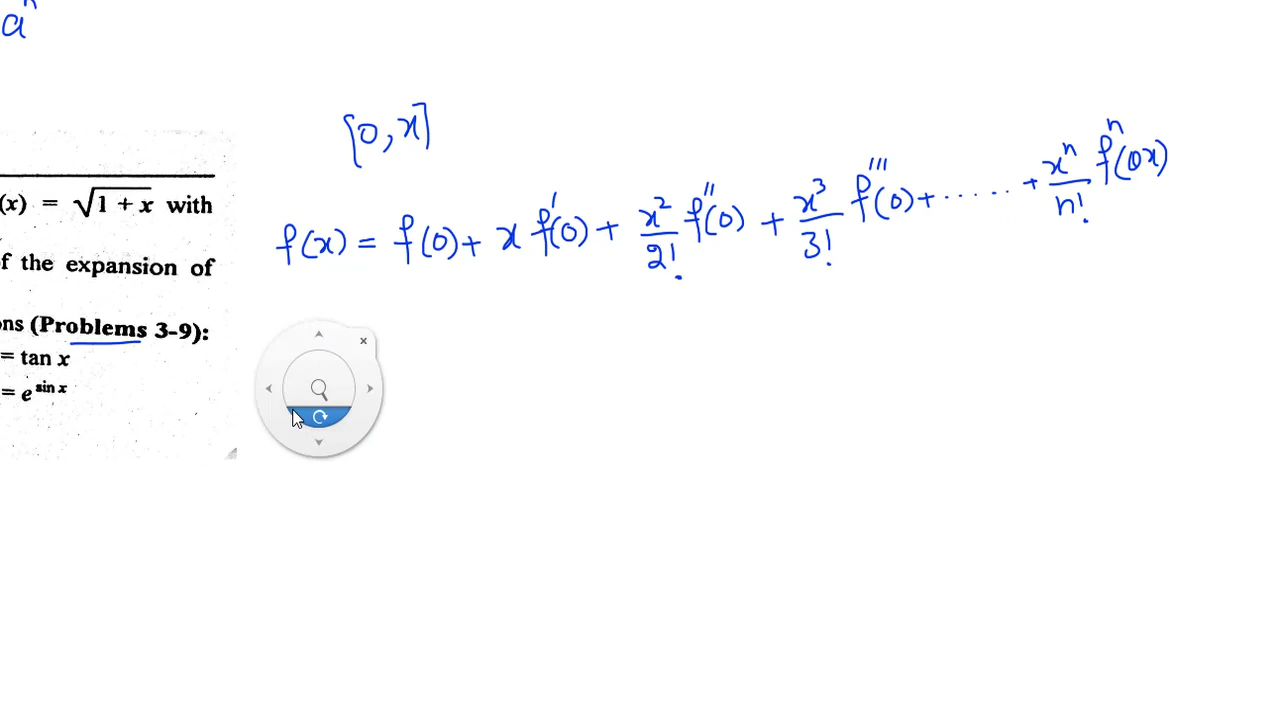 aⁿ
[0, x]
f(x) = f(0) + x f'(0) + x²/2! f''(0) + x³/3! f'''(0) + ...... + xⁿ/n! fⁿ(θx)
(x) = √1 + x with
f the expansion of
ons (Problems 3-9):
= tan x
= e^sin x